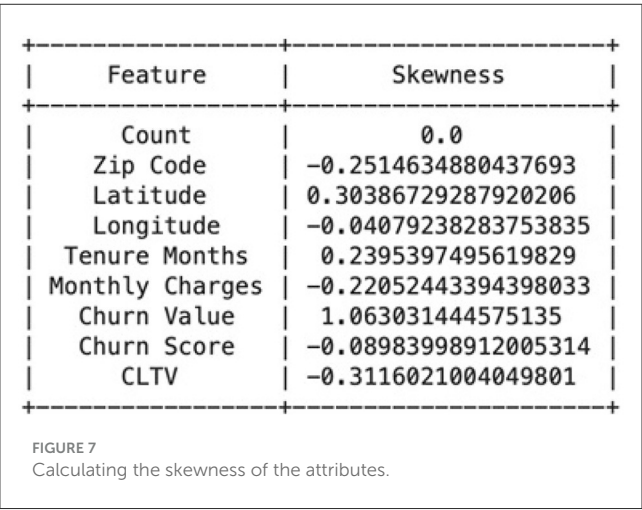 +-----------------+----------------------+
| Feature | Skewness |
+-----------------+----------------------+
| Count | 0.0 |
| Zip Code | -0.2514634880437693 |
| Latitude | 0.30386729287920206 |
| Longitude | -0.04079238283753835 |
| Tenure Months | 0.2395397495619829 |
| Monthly Charges | -0.22052443394398033 |
| Churn Value | 1.063031444575135 |
| Churn Score | -0.08983998912005314 |
| CLTV | -0.3116021004049801 |
+-----------------+----------------------+
FIGURE 7
Calculating the skewness of the attributes.